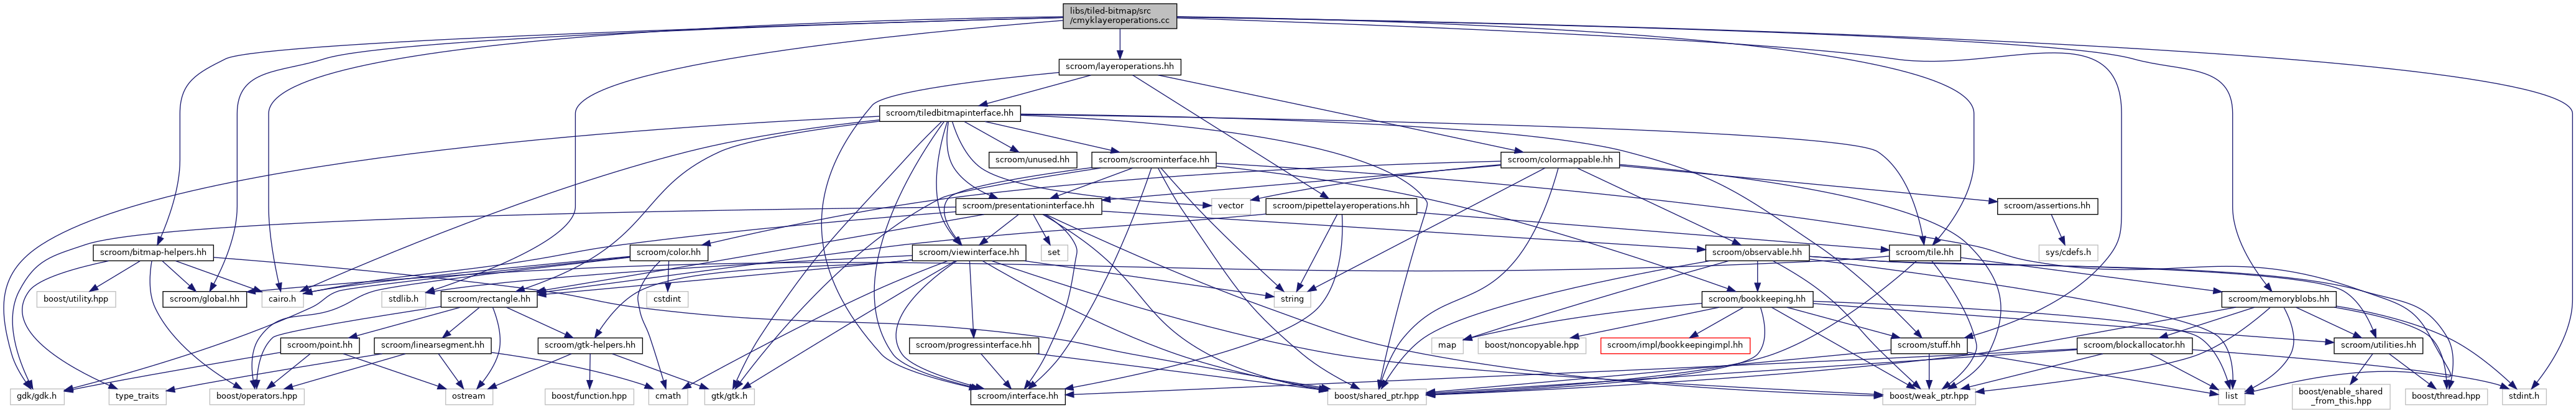 libs/tiled-bitmap/src
/cmyklayeroperations.cc
scroom/layeroperations.hh
scroom/tiledbitmapinterface.hh
scroom/unused.hh
scroom/scroominterface.hh
scroom/colormappable.hh
scroom/presentationinterface.hh
vector
scroom/pipettelayeroperations.hh
scroom/assertions.hh
scroom/bitmap-helpers.hh
scroom/color.hh
scroom/viewinterface.hh
set
scroom/observable.hh
scroom/tile.hh
sys/cdefs.h
boost/utility.hpp
scroom/global.hh
cairo.h
stdlib.h
scroom/rectangle.hh
cstdint
string
scroom/bookkeeping.hh
scroom/memoryblobs.hh
scroom/point.hh
scroom/linearsegment.hh
scroom/gtk-helpers.hh
scroom/progressinterface.hh
map
boost/noncopyable.hpp
scroom/impl/bookkeepingimpl.hh
scroom/stuff.hh
scroom/blockallocator.hh
scroom/utilities.hh
gdk/gdk.h
type_traits
boost/operators.hpp
ostream
boost/function.hpp
cmath
gtk/gtk.h
scroom/interface.hh
boost/shared_ptr.hpp
boost/weak_ptr.hpp
list
boost/enable_shared
_from_this.hpp
boost/thread.hpp
stdint.h